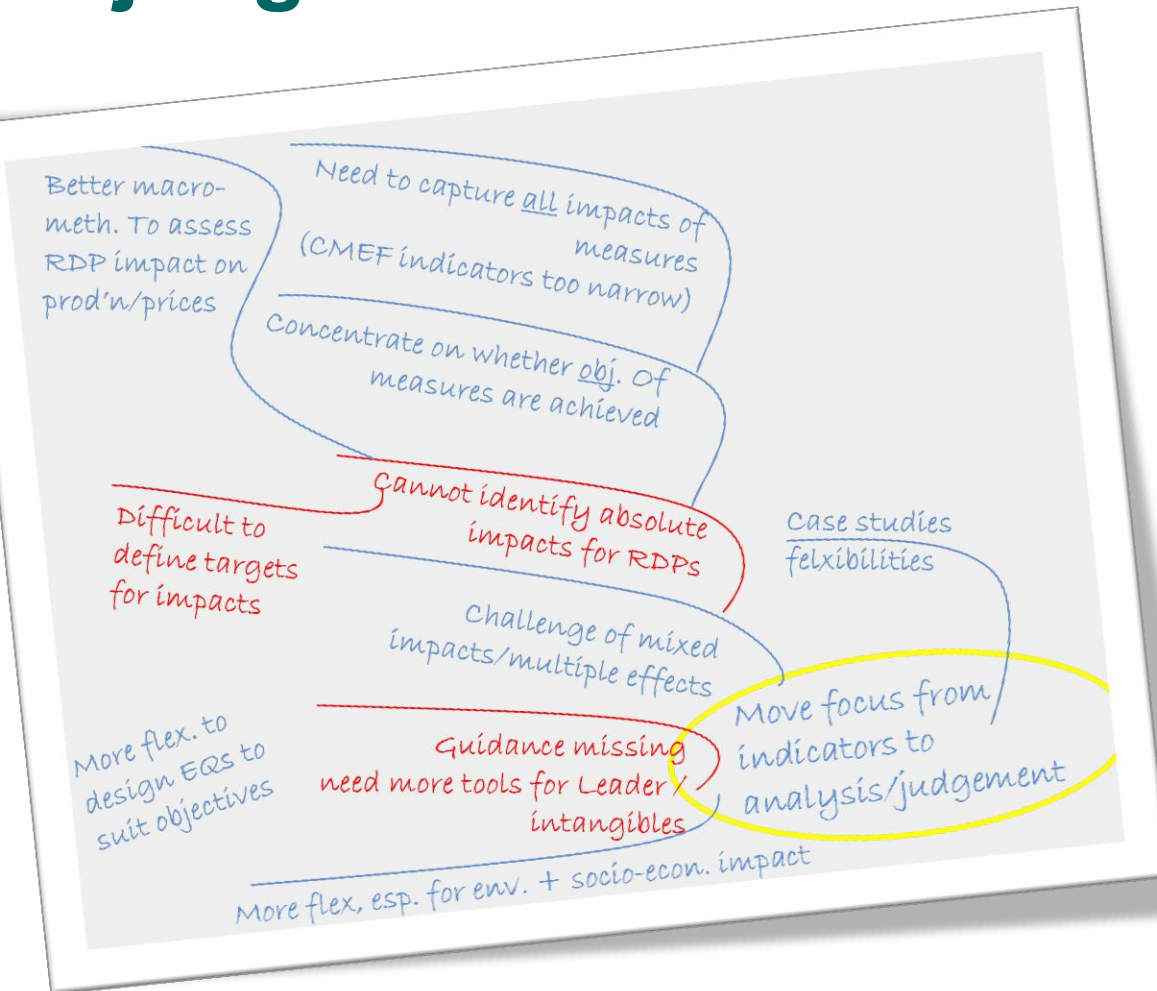 Better macro-
meth. To assess
RDP impact on
prod'n/prices
Need to capture all impacts of
measures
(CMEF indicators too narrow)
Concentrate on whether obj. Of
measures are achieved
Cannot identify absolute
impacts for RDPs
Difficult to
define targets
for impacts
Case studies
felxibilities
Challenge of mixed
impacts/multiple effects
Move focus from
indicators to
analysis/judgement
More flex. to
design EQs to
suit objectives
Guidance missing
need more tools for Leader /
intangibles
More flex, esp. for env. + socio-econ. impact